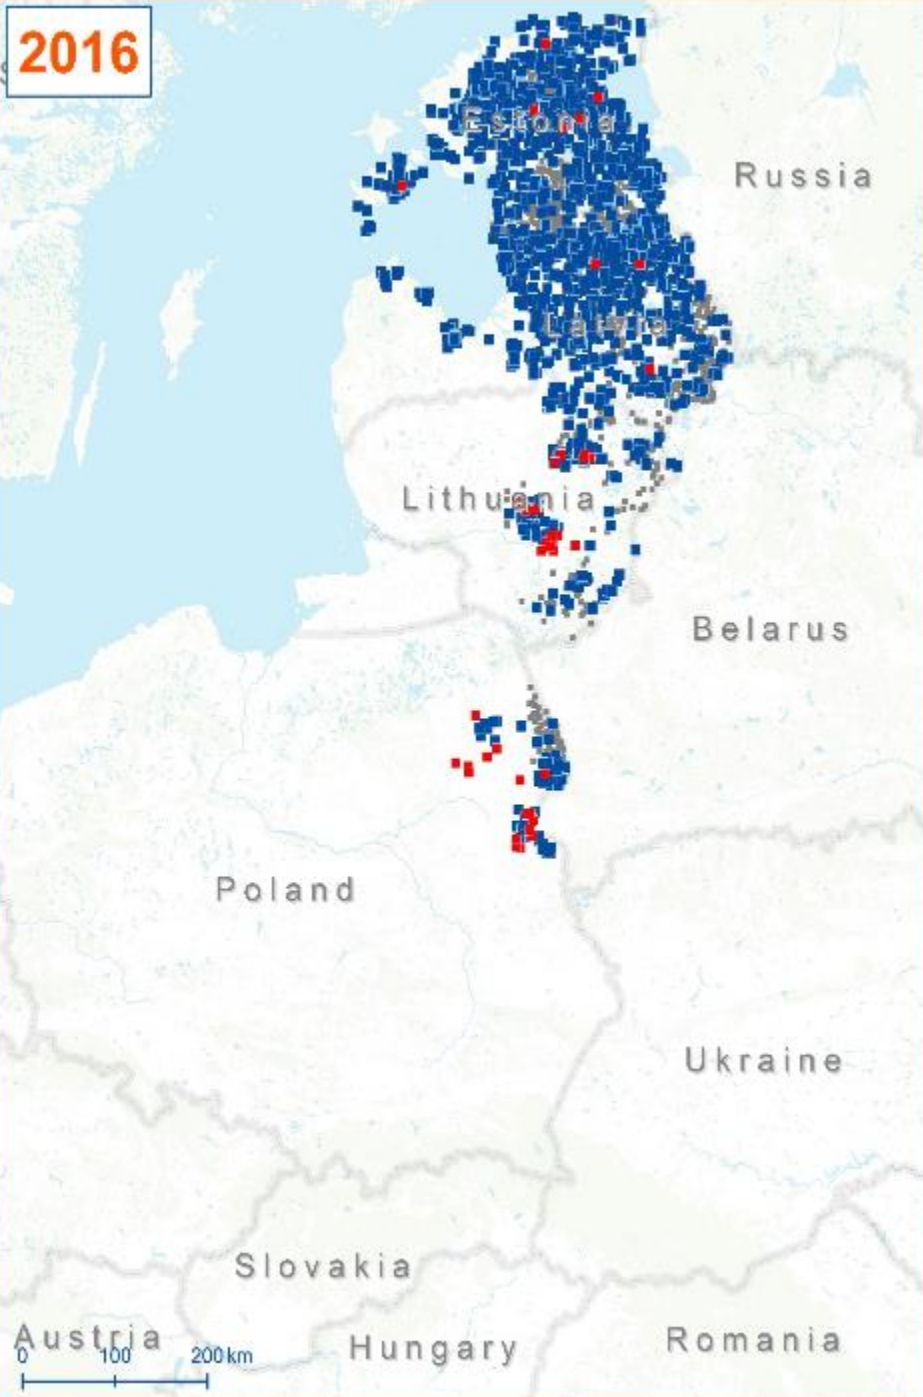 2016
Estonia
Russia
Latvia
Lithuania
Belarus
Poland
Ukraine
Slovakia
Austria
Hungary
Romania
0 100 200 km